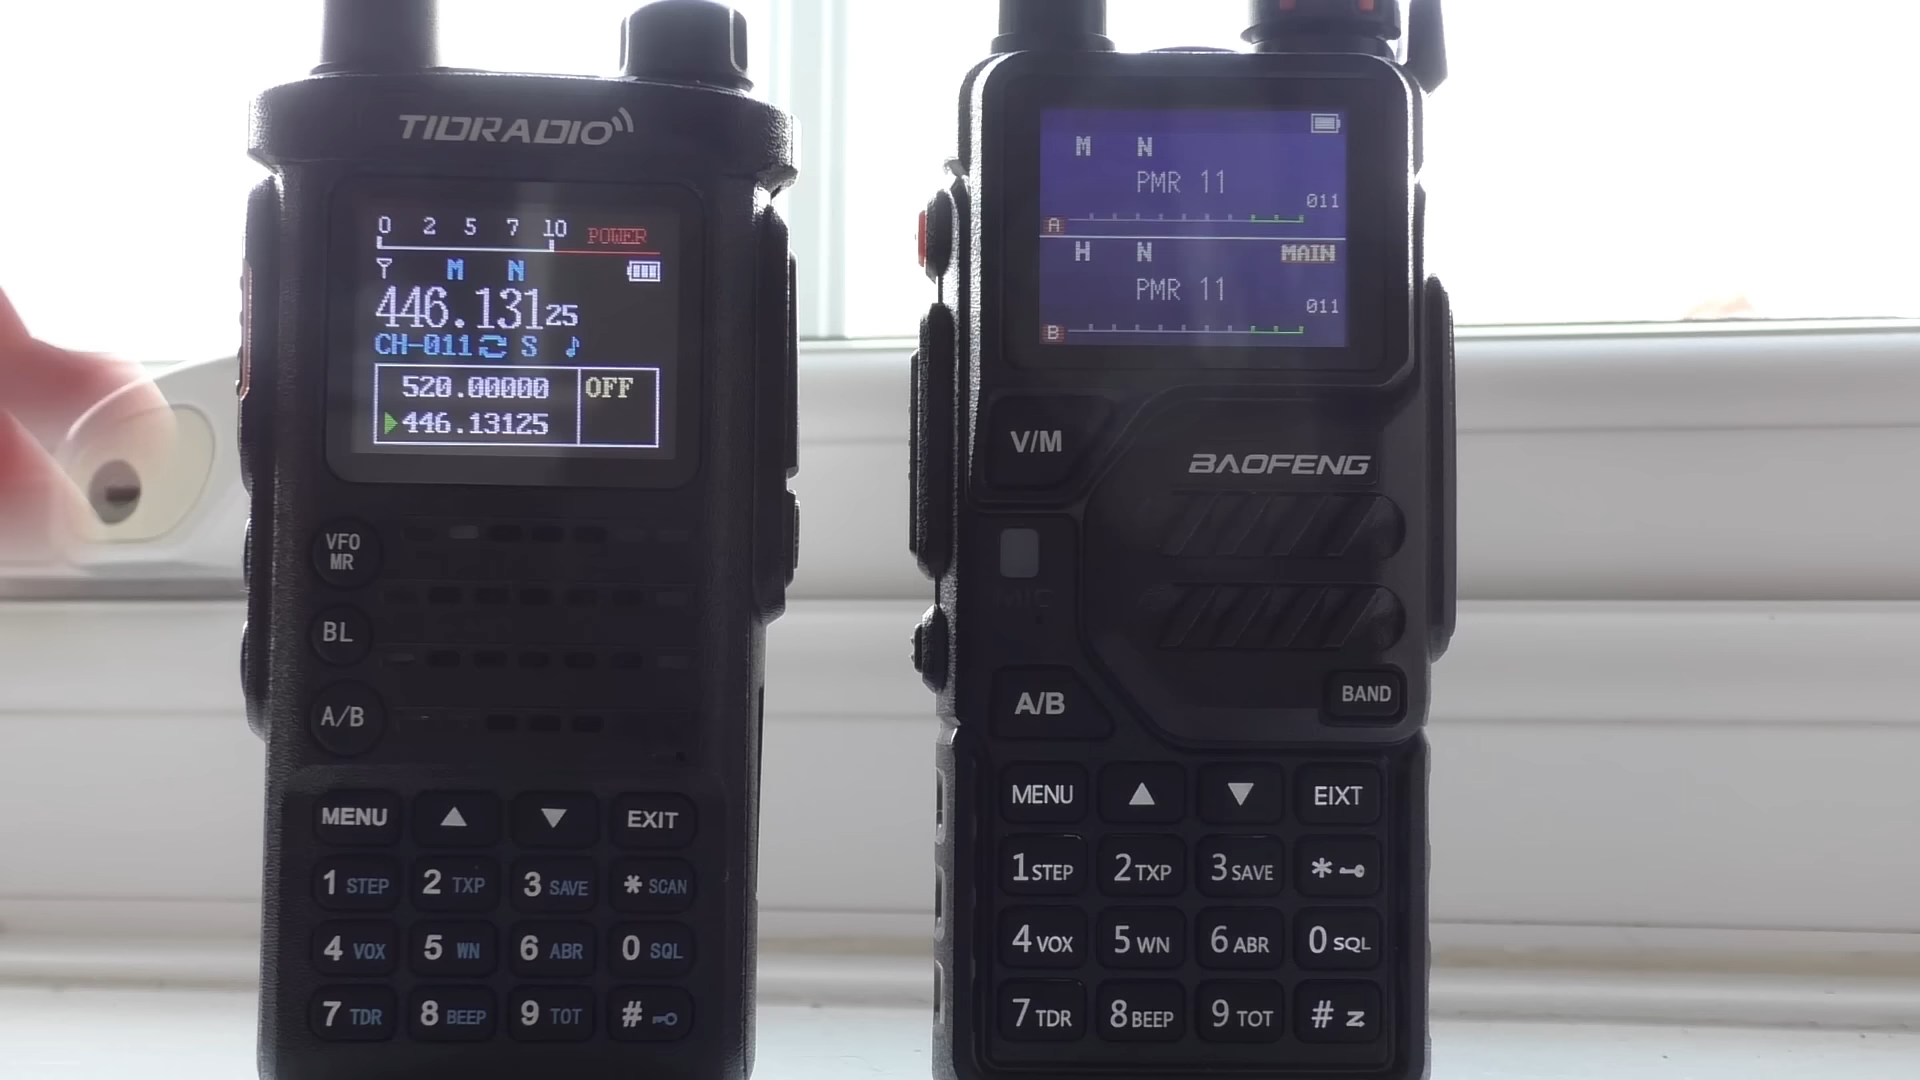 TIDRADIO
0 2 5 7 10 POWER
M N
446.13125
CH-011 S
520.00000 OFF
446.13125
VFO
MR
BL
A/B
MENU ▲ ▼ EXIT
1 STEP 2 TXP 3 SAVE * SCAN
4 VOX 5 WN 6 ABR 0 SQL
7 TDR 8 BEEP 9 TOT #
M N
PMR 11
011
A
H N MAIN
PMR 11
011
B
V/M
BAOFENG
MIC
A/B
BAND
MENU ▲ ▼ EIXT
1 STEP 2 TXP 3 SAVE *
4 VOX 5 WN 6 ABR 0 SQL
7 TDR 8 BEEP 9 TOT # z